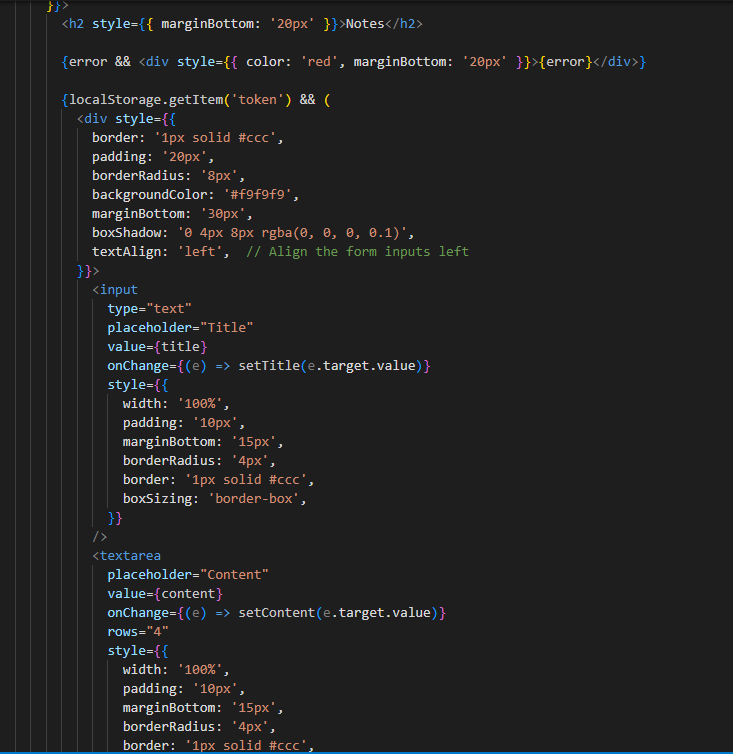 }}>
<h2 style={{ marginBottom: '20px' }}>Notes</h2>
{error && <div style={{ color: 'red', marginBottom: '20px' }}>{error}</div>}
{localStorage.getItem('token') && (
<div style={{
border: '1px solid #ccc',
padding: '20px',
borderRadius: '8px',
backgroundColor: '#f9f9f9',
marginBottom: '30px',
boxShadow: '0 4px 8px rgba(0, 0, 0, 0.1)',
textAlign: 'left',  // Align the form inputs left
}}>
<input
type="text"
placeholder="Title"
value={title}
onChange={(e) => setTitle(e.target.value)}
style={{
width: '100%',
padding: '10px',
marginBottom: '15px',
borderRadius: '4px',
border: '1px solid #ccc',
boxSizing: 'border-box',
}}
/>
<textarea
placeholder="Content"
value={content}
onChange={(e) => setContent(e.target.value)}
rows="4"
style={{
width: '100%',
padding: '10px',
marginBottom: '15px',
borderRadius: '4px',
border: '1px solid #ccc',